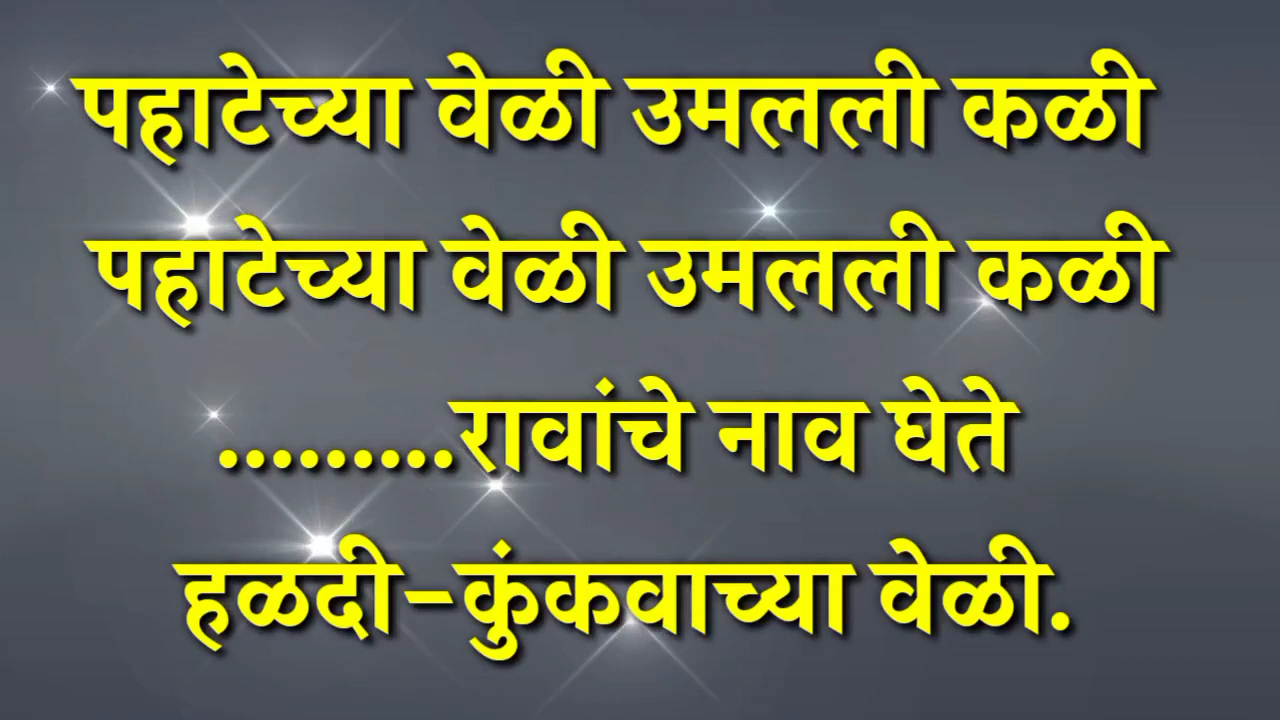 पहाटेच्या वेळी उमलली कळी
पहाटेच्या वेळी उमलली कळी
.........रावांचे नाव घेते
हळदी-कुंकवाच्या वेळी.